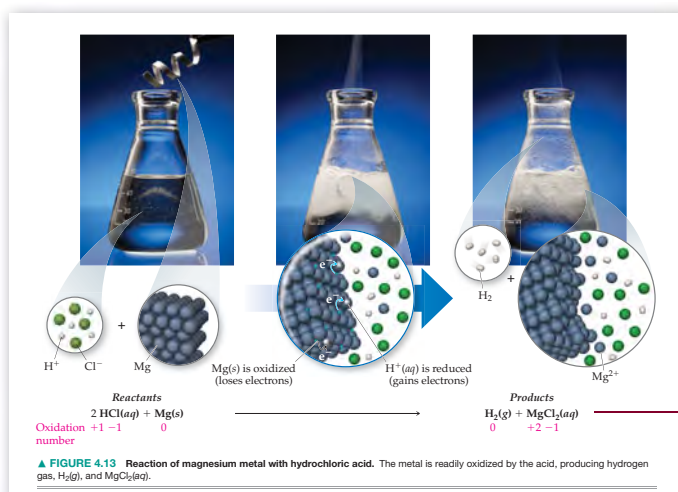 e⁻
e⁻
e⁻
H₂
+
+
H⁺ Cl⁻ Mg
Mg(s) is oxidized
(loses electrons)
H⁺(aq) is reduced
(gains electrons)
Mg²⁺
Reactants
2 HCl(aq) + Mg(s)
Products
H₂(g) + MgCl₂(aq)
Oxidation +1 −1 0 0 +2 −1
number
▲ FIGURE 4.13 Reaction of magnesium metal with hydrochloric acid. The metal is readily oxidized by the acid, producing hydrogen
gas, H₂(g), and MgCl₂(aq).